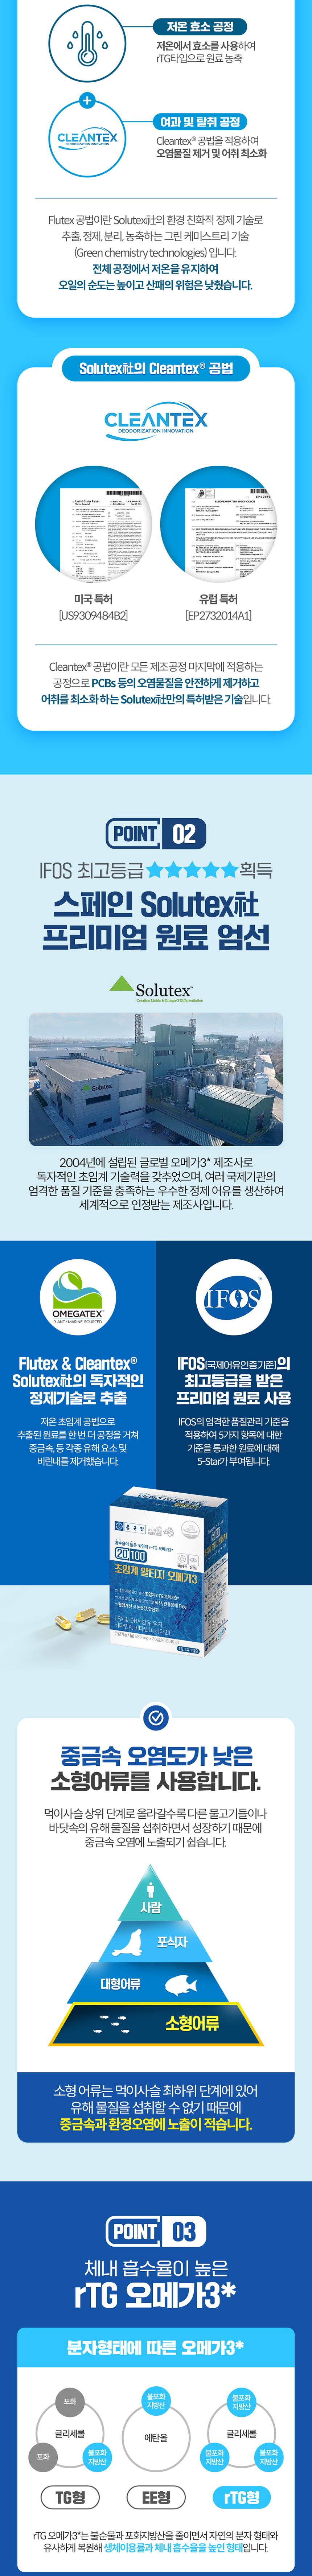 저온 효소 공정
저온에서 효소를 사용하여
rTG타입으로 원료 농축
+
CLEANTEX
DEODORIZATION INNOVATION
여과 및 탈취 공정
Cleantex® 공법을 적용하여
오염물질 제거 및 어취 최소화
Flutex 공법이란 Solutex社의 환경 친화적 정제 기술로
추출, 정제, 분리, 농축하는 그린 케미스트리 기술
(Green chemistry technologies) 입니다.
전체 공정에서 저온을 유지하여
오일의 순도는 높이고 산패의 위험은 낮췄습니다.
Solutex社의 Cleantex® 공법
CLEANTEX
DEODORIZATION INNOVATION
미국 특허
[US9309484B2]
유럽 특허
[EP2732014A1]
Cleantex® 공법이란 모든 제조공정 마지막에 적용하는
공정으로 PCBs 등의 오염물질을 안전하게 제거하고
어취를 최소화 하는 Solutex社만의 특허받은 기술입니다.
POINT 02
IFOS 최고등급 ★★★★★ 획득
스페인 Solutex社
프리미엄 원료 엄선
Solutex™
Creating Lipids & Omega-3 Differentiation
Solutex
2004년에 설립된 글로벌 오메가3* 제조사로
독자적인 초임계 기술력을 갖추었으며, 여러 국제기관의
엄격한 품질 기준을 충족하는 우수한 정제 어유를 생산하여
세계적으로 인정받는 제조사입니다.
OMEGATEX
PLANT/MARINE SOURCED
Flutex & Cleantex®
Solutex社의 독자적인
정제기술로 추출
저온 초임계 공법으로
추출된 원료를 한 번 더 공정을 거쳐
중금속, 등 각종 유해 요소 및
비린내를 제거했습니다.
IFOS™
IFOS(국제어유인증기준)의
최고등급을 받은
프리미엄 원료 사용
IFOS의 엄격한 품질관리 기준을
적용하여 5가지 항목에 대한
기준을 통과한 원료에 대해
5-Star가 부여됩니다.
종근당
초임계 알티지 오메가3
중금속 오염도가 낮은
소형어류를 사용합니다.
먹이사슬 상위 단계로 올라갈수록 다른 물고기들이나
바닷속의 유해 물질을 섭취하면서 성장하기 때문에
중금속 오염에 노출되기 쉽습니다.
사람
포식자
대형어류
소형어류
소형 어류는 먹이사슬 최하위 단계에 있어
유해 물질을 섭취할 수 없기 때문에
중금속과 환경오염에 노출이 적습니다.
POINT 03
체내 흡수율이 높은
rTG 오메가3*
분자형태에 따른 오메가3*
포화
글리세롤
포화
불포화
지방산
TG형
불포화
지방산
에탄올
EE형
불포화
지방산
글리세롤
불포화
지방산
불포화
지방산
rTG형
rTG 오메가3*는 불순물과 포화지방산을 줄이면서 자연의 분자 형태와
유사하게 복원해 생체이용률과 체내 흡수율을 높인 형태입니다.